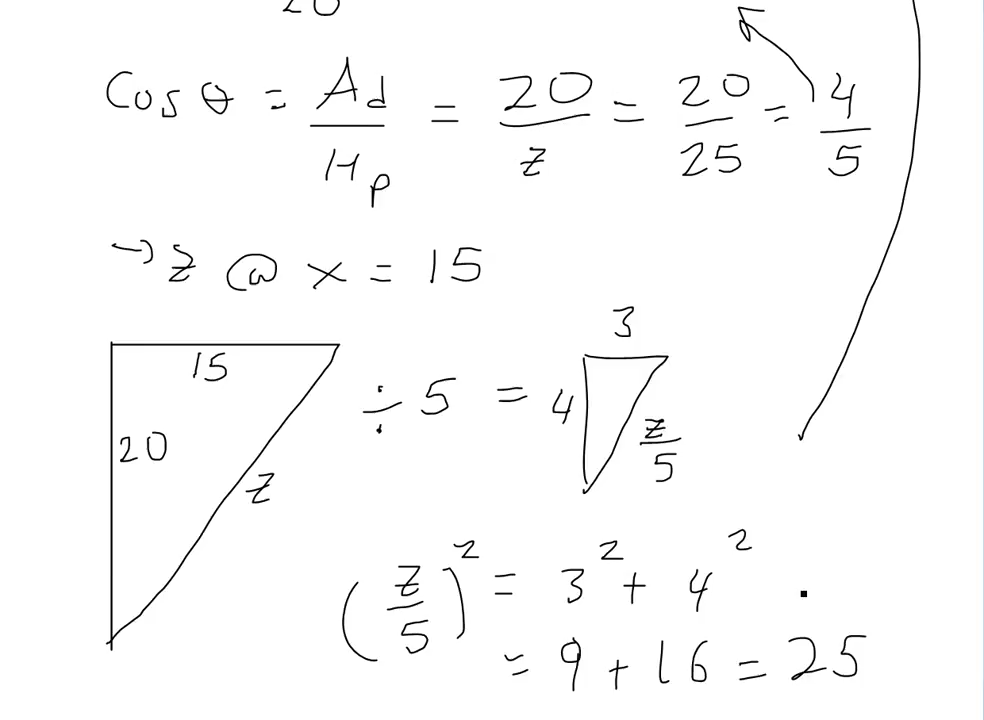 20
Cos θ = Ad/Hp = 20/z = 20/25 = 4/5
→ z @ x = 15
15 20 z ÷ 5 = 3 4 z/5
(z/5)² = 3² + 4²
= 9 + 16 = 25